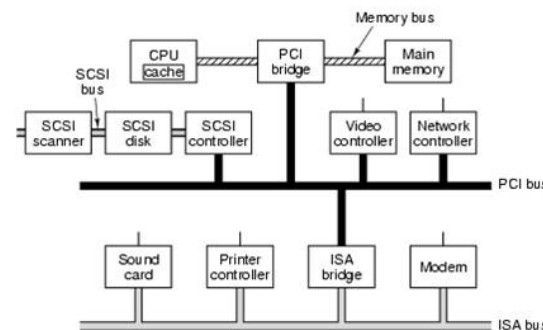 Memory bus
CPU
cache
PCI
bridge
Main
memory
SCSI
bus
SCSI
scanner
SCSI
disk
SCSI
controller
Video
controller
Network
controller
PCI bus
Sound
card
Printer
controller
ISA
bridge
Modem
ISA bus